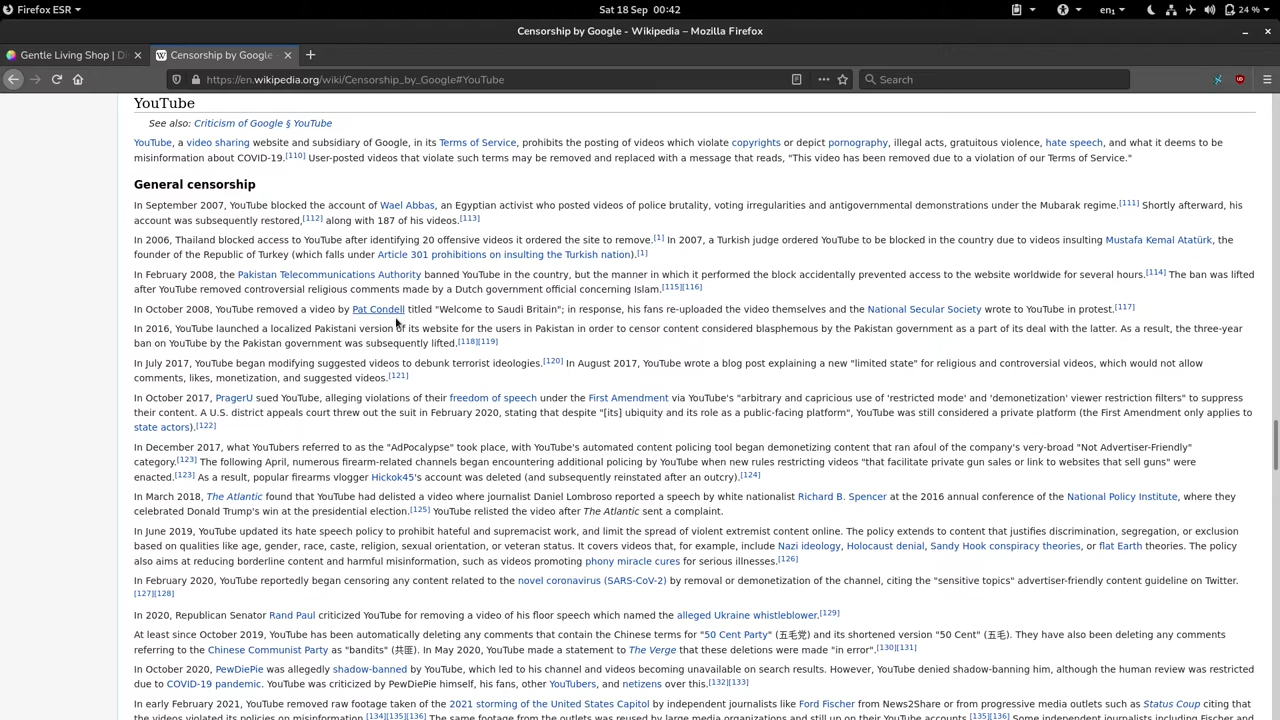 Firefox ESR
Sat 18 Sep 00:42
en₁
24 %
Censorship by Google - Wikipedia – Mozilla Firefox
Gentle Living Shop | Di
Censorship by Google -
https://en.wikipedia.org/wiki/Censorship_by_Google#YouTube
Search
YouTube
See also: Criticism of Google § YouTube
YouTube, a video sharing website and subsidiary of Google, in its Terms of Service, prohibits the posting of videos which violate copyrights or depict pornography, illegal acts, gratuitous violence, hate speech, and what it deems to be
misinformation about COVID-19.[110] User-posted videos that violate such terms may be removed and replaced with a message that reads, "This video has been removed due to a violation of our Terms of Service."
General censorship
In September 2007, YouTube blocked the account of Wael Abbas, an Egyptian activist who posted videos of police brutality, voting irregularities and antigovernmental demonstrations under the Mubarak regime.[111] Shortly afterward, his
account was subsequently restored,[112] along with 187 of his videos.[113]
In 2006, Thailand blocked access to YouTube after identifying 20 offensive videos it ordered the site to remove.[1] In 2007, a Turkish judge ordered YouTube to be blocked in the country due to videos insulting Mustafa Kemal Atatürk, the
founder of the Republic of Turkey (which falls under Article 301 prohibitions on insulting the Turkish nation).[1]
In February 2008, the Pakistan Telecommunications Authority banned YouTube in the country, but the manner in which it performed the block accidentally prevented access to the website worldwide for several hours.[114] The ban was lifted
after YouTube removed controversial religious comments made by a Dutch government official concerning Islam.[115][116]
In October 2008, YouTube removed a video by Pat Condell titled "Welcome to Saudi Britain"; in response, his fans re-uploaded the video themselves and the National Secular Society wrote to YouTube in protest.[117]
In 2016, YouTube launched a localized Pakistani version of its website for the users in Pakistan in order to censor content considered blasphemous by the Pakistan government as a part of its deal with the latter. As a result, the three-year
ban on YouTube by the Pakistan government was subsequently lifted.[118][119]
In July 2017, YouTube began modifying suggested videos to debunk terrorist ideologies.[120] In August 2017, YouTube wrote a blog post explaining a new "limited state" for religious and controversial videos, which would not allow
comments, likes, monetization, and suggested videos.[121]
In October 2017, PragerU sued YouTube, alleging violations of their freedom of speech under the First Amendment via YouTube's "arbitrary and capricious use of 'restricted mode' and 'demonetization' viewer restriction filters" to suppress
their content. A U.S. district appeals court threw out the suit in February 2020, stating that despite "[its] ubiquity and its role as a public-facing platform", YouTube was still considered a private platform (the First Amendment only applies to
state actors).[122]
In December 2017, what YouTubers referred to as the "AdPocalypse" took place, with YouTube's automated content policing tool began demonetizing content that ran afoul of the company's very-broad "Not Advertiser-Friendly"
category.[123] The following April, numerous firearm-related channels began encountering additional policing by YouTube when new rules restricting videos "that facilitate private gun sales or link to websites that sell guns" were
enacted.[123] As a result, popular firearms vlogger Hickok45's account was deleted (and subsequently reinstated after an outcry).[124]
In March 2018, The Atlantic found that YouTube had delisted a video where journalist Daniel Lombroso reported a speech by white nationalist Richard B. Spencer at the 2016 annual conference of the National Policy Institute, where they
celebrated Donald Trump's win at the presidential election.[125] YouTube relisted the video after The Atlantic sent a complaint.
In June 2019, YouTube updated its hate speech policy to prohibit hateful and supremacist work, and limit the spread of violent extremist content online. The policy extends to content that justifies discrimination, segregation, or exclusion
based on qualities like age, gender, race, caste, religion, sexual orientation, or veteran status. It covers videos that, for example, include Nazi ideology, Holocaust denial, Sandy Hook conspiracy theories, or flat Earth theories. The policy
also aims at reducing borderline content and harmful misinformation, such as videos promoting phony miracle cures for serious illnesses.[126]
In February 2020, YouTube reportedly began censoring any content related to the novel coronavirus (SARS-CoV-2) by removal or demonetization of the channel, citing the "sensitive topics" advertiser-friendly content guideline on Twitter.
[127][128]
In 2020, Republican Senator Rand Paul criticized YouTube for removing a video of his floor speech which named the alleged Ukraine whistleblower.[129]
At least since October 2019, YouTube has been automatically deleting any comments that contain the Chinese terms for "50 Cent Party" (五毛党) and its shortened version "50 Cent" (五毛). They have also been deleting any comments
referring to the Chinese Communist Party as "bandits" (共匪). In May 2020, YouTube made a statement to The Verge that these deletions were made "in error".[130][131]
In October 2020, PewDiePie was allegedly shadow-banned by YouTube, which led to his channel and videos becoming unavailable on search results. However, YouTube denied shadow-banning him, although the human review was restricted
due to COVID-19 pandemic. YouTube was criticized by PewDiePie himself, his fans, other YouTubers, and netizens over this.[132][133]
In early February 2021, YouTube removed raw footage taken of the 2021 storming of the United States Capitol by independent journalists like Ford Fischer from News2Share or from progressive media outlets such as Status Coup citing that
the videos violated its policies on misinformation.[134][135][136] The same footage from the outlets was reused by large media organizations and still up on their YouTube accounts.[135][136] Some independent journalists including Fischer and